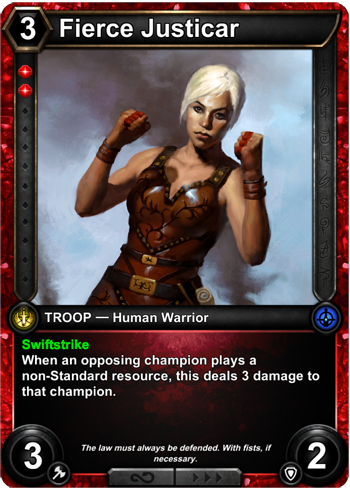 3 Fierce Justicar
TROOP — Human Warrior
Swiftstrike
When an opposing champion plays a
non-Standard resource, this deals 3 damage to
that champion.
The law must always be defended. With fists, if
necessary.
3 2